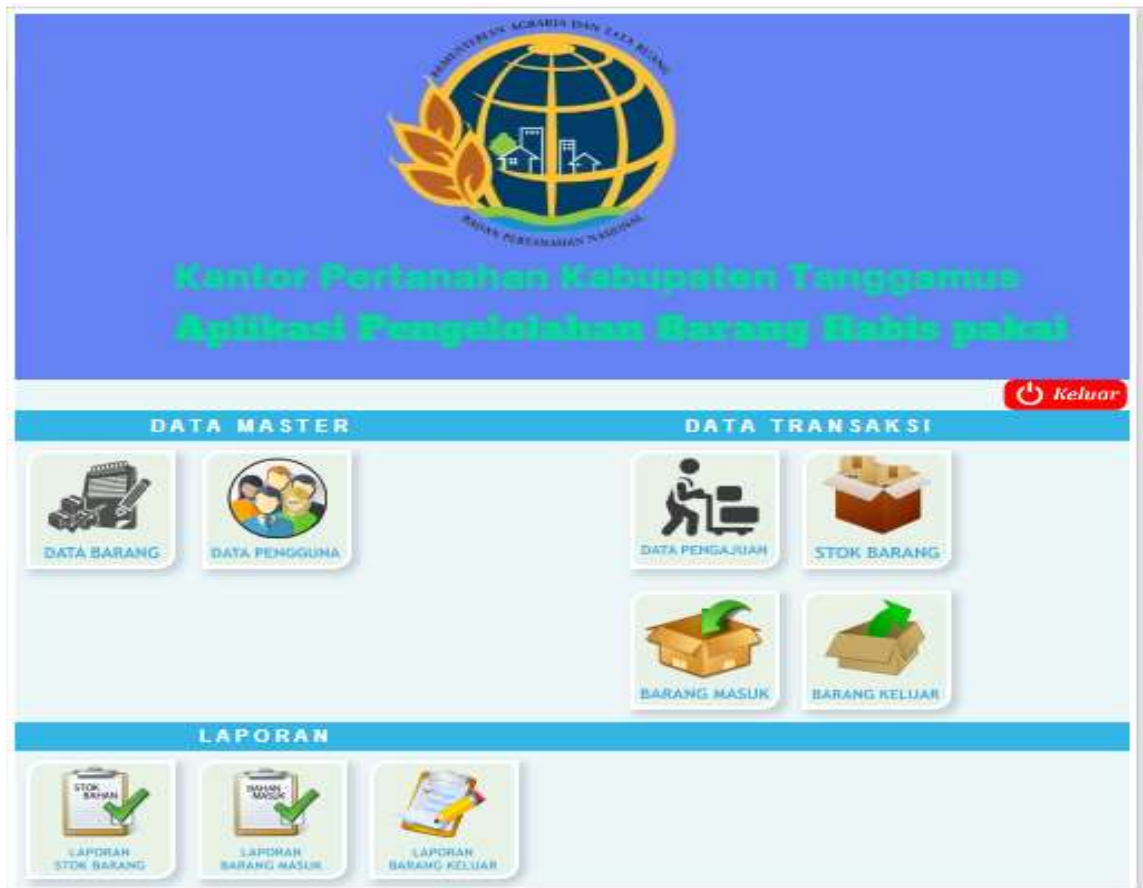 KEMENTERIAN AGRARIA DAN TATA RUANG
BADAN PERTANAHAN NASIONAL
Kantor Pertanahan Kabupaten Tanggamus
Aplikasi Pengelolahan Barang Habis pakai
Keluar
DATA MASTER
DATA TRANSAKSI
DATA BARANG
DATA PENGGUNA
DATA PENGAJUAN
STOK BARANG
BARANG MASUK
BARANG KELUAR
LAPORAN
STOK
BAHAN
BAHAN
MASUK
LAPORAN
STOK BARANG
LAPORAN
BARANG MASUK
LAPORAN
BARANG KELUAR